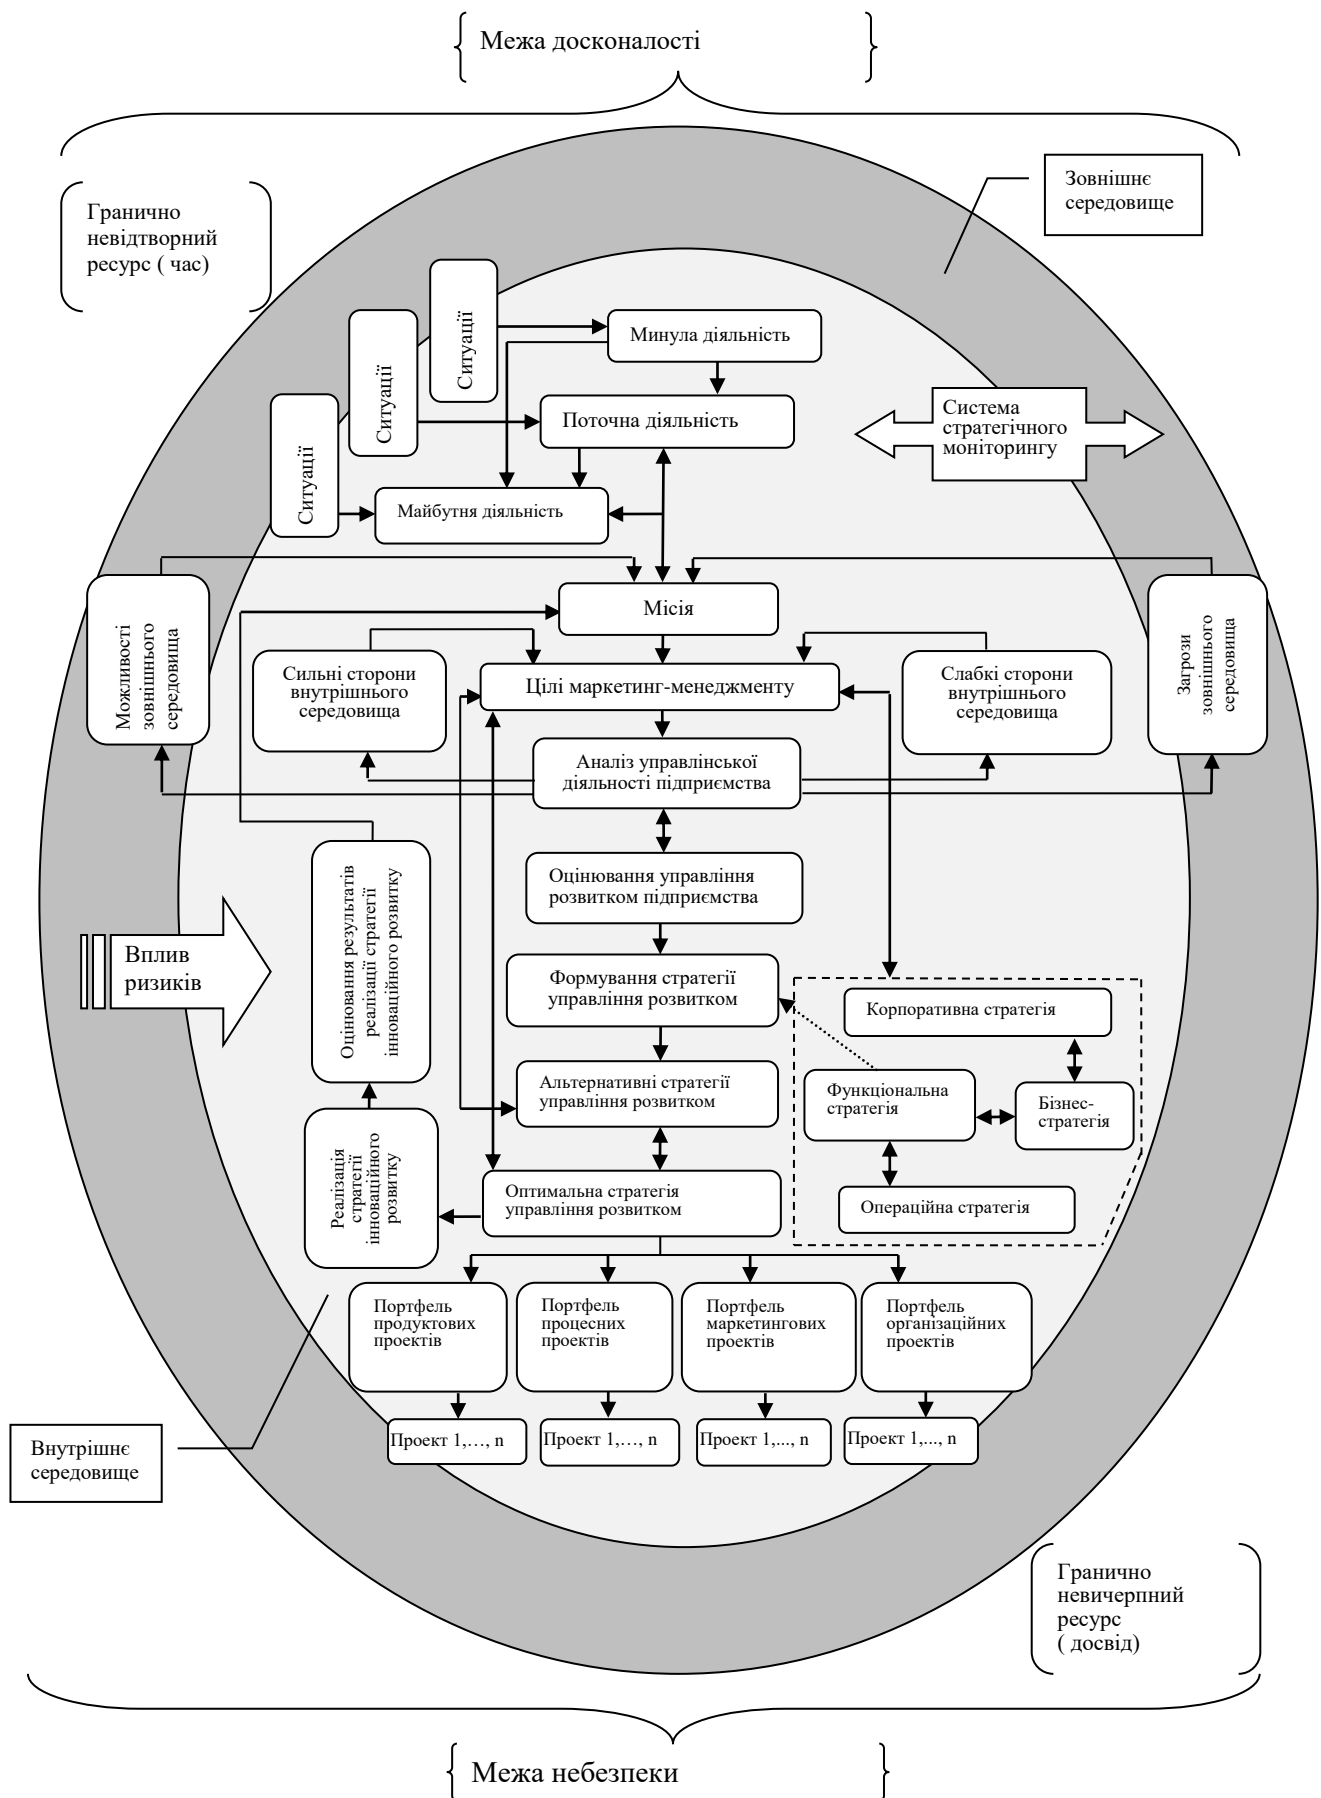 Межа досконалості
Зовнішнє
середовище
Гранично
невідтворний
ресурс ( час)
Ситуації
Ситуації
Ситуації
Минула діяльність
Поточна діяльність
Майбутня діяльність
Система
стратегічного
моніторингу
Можливості
зовнішнього
середовища
Місія
Загрози
зовнішнього
середовища
Сильні сторони
внутрішнього
середовища
Цілі маркетинг-менеджменту
Слабкі сторони
внутрішнього
середовища
Аналіз управлінської
діяльності підприємства
Оцінювання результатів
реалізації стратегії
інноваційного розвитку
Оцінювання управління
розвитком підприємства
Вплив
ризиків
Формування стратегії
управління розвитком
Корпоративна стратегія
Альтернативні стратегії
управління розвитком
Функціональна
стратегія
Бізнес-
стратегія
Реалізація
стратегії
інноваційного
розвитку
Оптимальна стратегія
управління розвитком
Операційна стратегія
Портфель
продуктових
проектів
Портфель
процесних
проектів
Портфель
маркетингових
проектів
Портфель
організаційних
проектів
Проект 1,…, n
Проект 1,…, n
Проект 1,..., n
Проект 1,..., n
Внутрішнє
середовище
Гранично
невичерпний
ресурс
( досвід)
Межа небезпеки